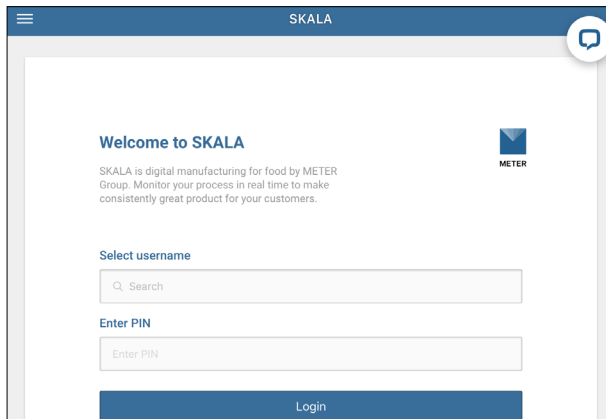 SKALA
Welcome to SKALA
METER
SKALA is digital manufacturing for food by METER
Group. Monitor your process in real time to make
consistently great product for your customers.
Select username
Search
Enter PIN
Enter PIN
Login